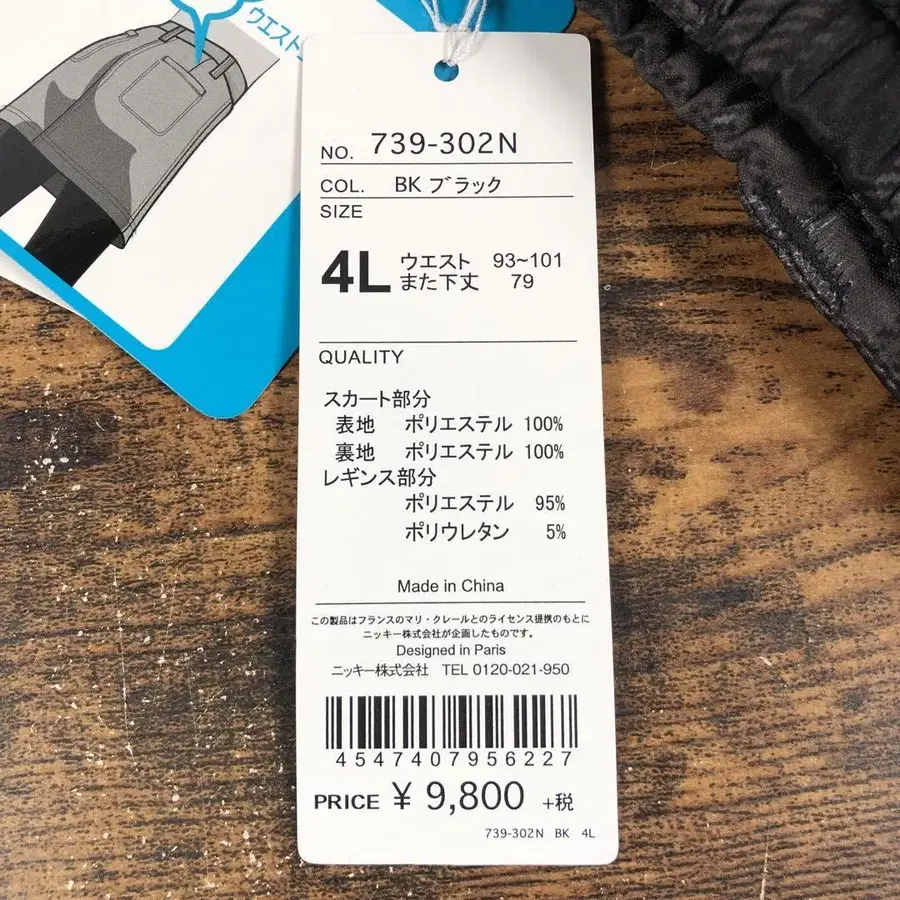 ウエスト
NO. 739-302N
COL. BK ブラック
SIZE
4L ウエスト 93~101
また下丈 79
QUALITY
スカート部分
表地 ポリエステル 100%
裏地 ポリエステル 100%
レギンス部分
ポリエステル 95%
ポリウレタン 5%
Made in China
この製品はフランスのマリ・クレールとのライセンス提携のもとに
ニッキー株式会社が企画したものです。
Designed in Paris
ニッキー株式会社 TEL 0120-021-950
4547407956227
PRICE ¥ 9,800 +税
739-302N BK 4L